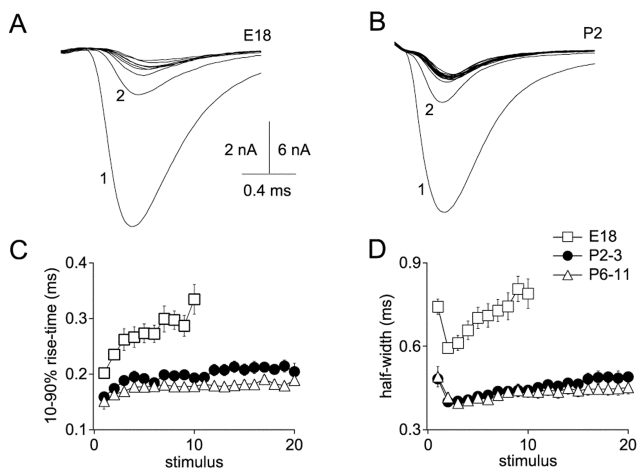 A
E18
2
1
2 nA 6 nA
0.4 ms
B
P2
2
1
C
10-90% rise-time (ms)
0.4
0.3
0.2
0.1
0 10 20
stimulus
D
E18
P2-3
P6-11
half-width (ms)
0.9
0.6
0.3
0 10 20
stimulus